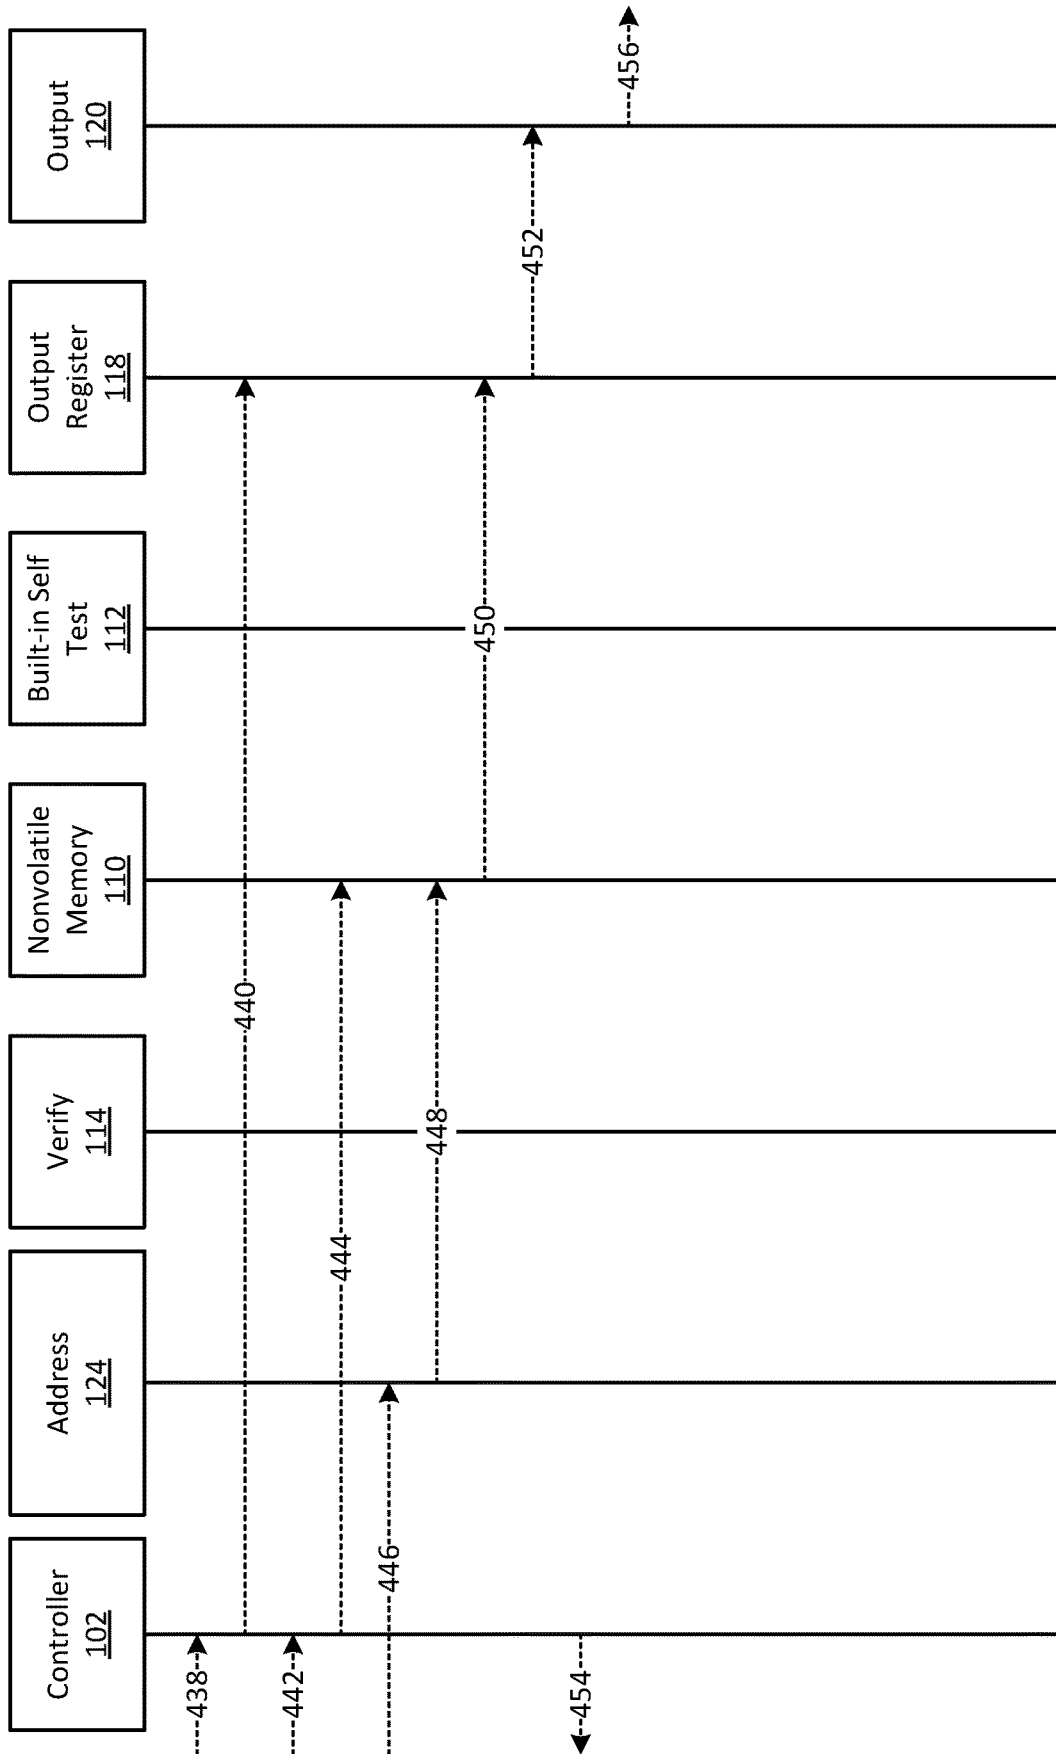 Controller
102
Address
124
Verify
114
Nonvolatile
Memory
110
Built-in Self
Test
112
Output
Register
118
Output
120
438
440
442
444
446
448
450
452
454
456